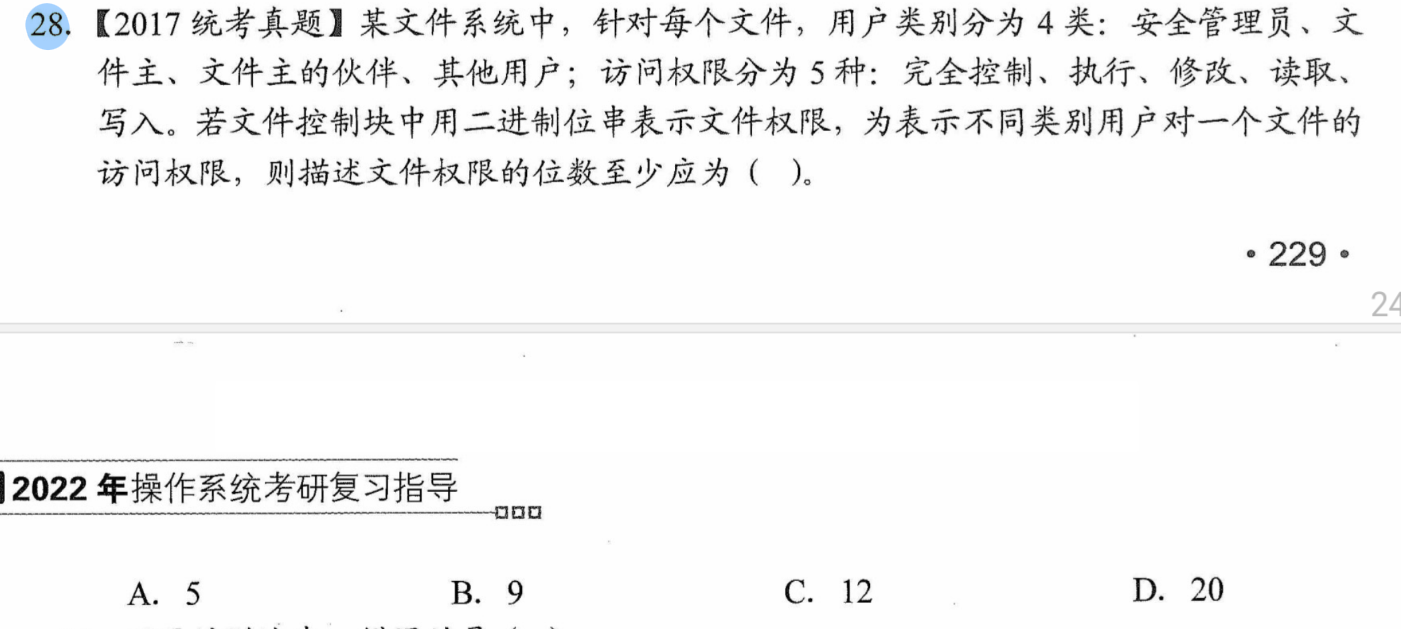 28. 【2017 统考真题】某文件系统中，针对每个文件，用户类别分为 4 类：安全管理员、文
件主、文件主的伙伴、其他用户；访问权限分为 5 种：完全控制、执行、修改、读取、
写入。若文件控制块中用二进制位串表示文件权限，为表示不同类别用户对一个文件的
访问权限，则描述文件权限的位数至少应为（ ）。
• 229 •
24
2022 年操作系统考研复习指导
A. 5 B. 9 C. 12 D. 20